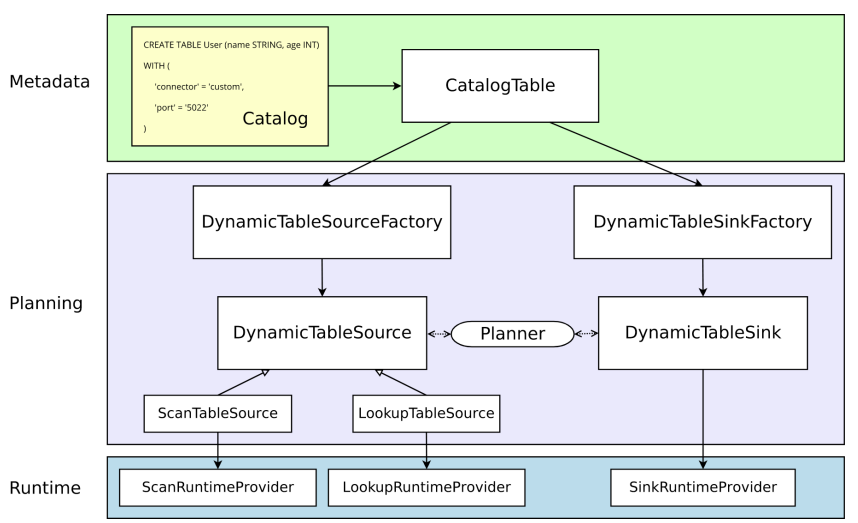 Metadata
CREATE TABLE User (name STRING, age INT)
WITH (
'connector' = 'custom',
'port' = '5022'
)
Catalog
CatalogTable
Planning
DynamicTableSourceFactory
DynamicTableSinkFactory
DynamicTableSource
Planner
DynamicTableSink
ScanTableSource
LookupTableSource
Runtime
ScanRuntimeProvider
LookupRuntimeProvider
SinkRuntimeProvider